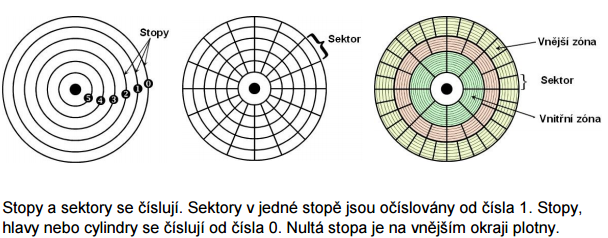 Stopy
5 4 3 2 1 0
Sektor
Vnější zóna
Sektor
Vnitřní zóna
Stopy a sektory se číslují. Sektory v jedné stopě jsou očíslovány od čísla 1. Stopy,
hlavy nebo cylindry se číslují od čísla 0. Nultá stopa je na vnějším okraji plotny.